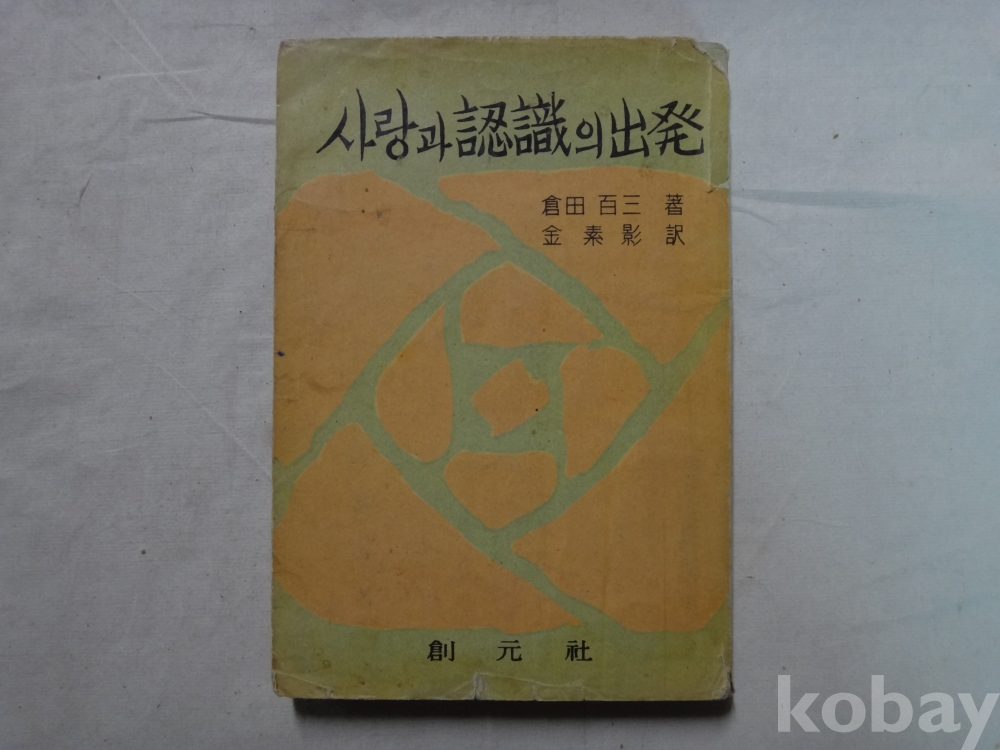 사랑과 認識의 出発
倉田 百三 著
金 素影 訳
創 元 社
kobay